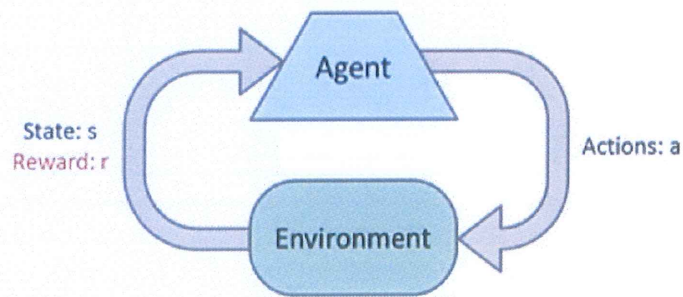 Agent
State: s
Reward: r
Actions: a
Environment